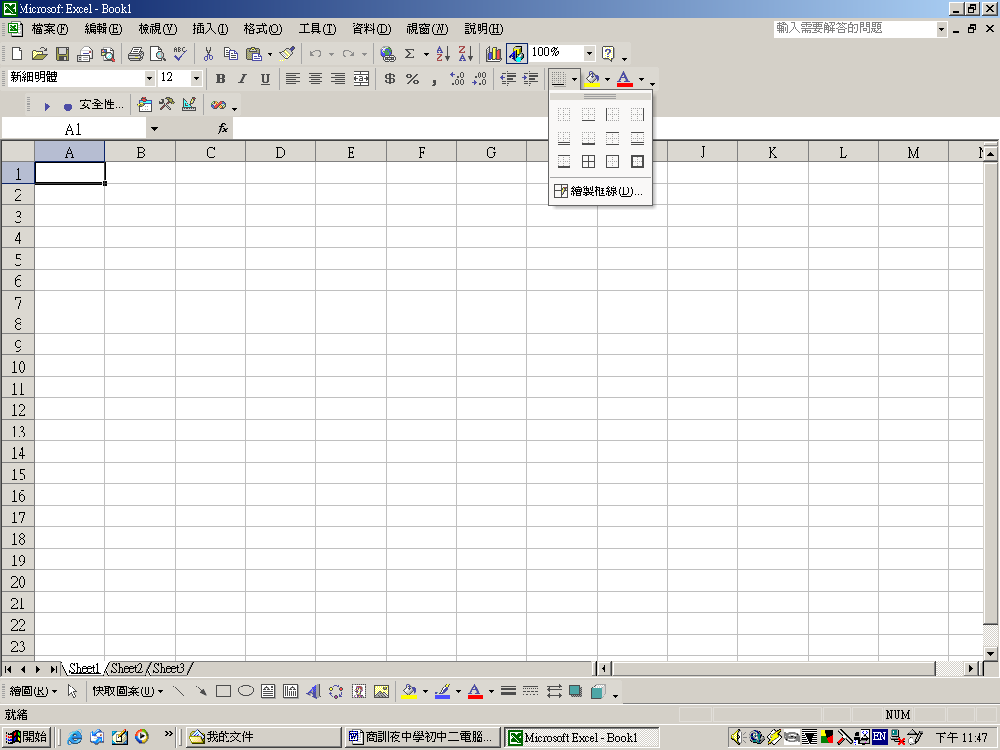 Microsoft Excel - Book1
檔案(F) 編輯(E) 檢視(V) 插入(I) 格式(O) 工具(T) 資料(D) 視窗(W) 說明(H) 輸入需要解答的問題
100%
新細明體 12 B I U $ % ,
安全性...
A1 fx
A B C D E F G J K L M
1
2
3
4
5
6
7
8
9
10
11
12
13
14
15
16
17
18
19
20
21
22
23
繪製框線(D)...
Sheet1 Sheet2 Sheet3
繪圖(R) 快取圖案(U)
就緒 NUM
開始 我的文件 商訓夜中學初中二電腦... Microsoft Excel - Book1 EN 下午 11:47